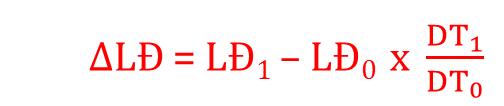 ΔLĐ = LĐ₁ – LĐ₀ x DT₁/DT₀